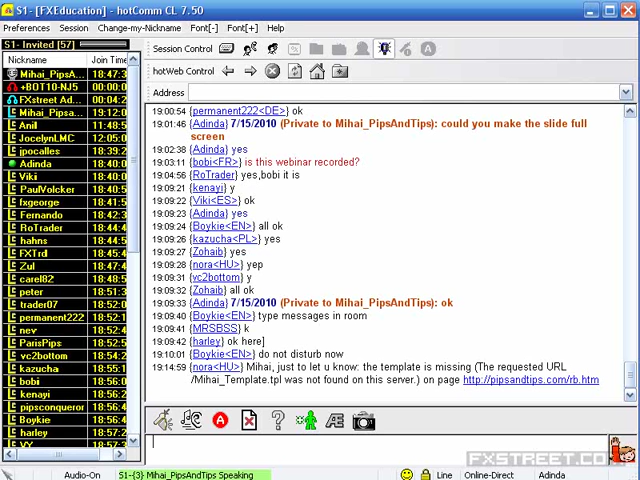 S1- [FXEducation] - hotComm CL 7.50
Preferences Session Change-my-Nickname Font[-] Font[+] Help
S1- Invited [57]
Session Control
Nickname Join Time
hotWeb Control
Address
Mihai_PipsA... 18:47:3
+BOT10-NJ5 00:00:0
FXstreet Ad... 00:04:2
Mihai_Pipsa... 19:12:0
Anil 11:48:5
JocelynLMC 12:05:0
jpocalles 18:39:2
Adinda 18:40:0
Viki 18:40:0
PaulVolcker 18:40:0
fxgeorge 18:41:5
Fernando 18:42:3
RoTrader 18:44:4
hahns 18:44:4
FXTrd 18:45:4
Zul 18:47:4
carel82 18:48:5
peter 18:51:3
trader07 18:52:0
permanent222 18:52:0
nev 18:52:4
ParisPips 18:52:4
vc2bottom 18:54:2
kazucha 18:55:4
bobi 18:56:0
kenayi 18:56:2
pipsconqueror 18:56:2
Boykie 18:56:4
harley 18:57:2
19:00:54 {permanent222<DE>} ok
19:01:46 {Adinda} 7/15/2010 (Private to Mihai_PipsAndTips): could you make the slide full
screen
19:02:38 {Adinda} yes
19:03:11 {bobi<FR>} is this webinar recorded?
19:04:56 {RoTrader} yes,bobi it is
19:09:21 {kenayi} y
19:09:22 {Viki<ES>} ok
19:09:23 {Adinda} yes
19:09:24 {Boykie<EN>} all ok
19:09:26 {kazucha<PL>} yes
19:09:27 {Zohaib} yes
19:09:28 {nora<HU>} yep
19:09:31 {vc2bottom} y
19:09:32 {Zohaib} all ok
19:09:33 {Adinda} 7/15/2010 (Private to Mihai_PipsAndTips): ok
19:09:40 {Boykie<EN>} type messages in room
19:09:41 {MRSBSS} k
19:09:42 {harley} ok here]
19:10:01 {Boykie<EN>} do not disturb now
19:14:59 {nora<HU>} Mihai, just to let u know: the template is missing (The requested URL
/Mihai_Template.tpl was not found on this server.) on page http://pipsandtips.com/rb.htm
FXSTREET.COM
Audio-On S1-{3} Mihai_PipsAndTips Speaking Line Online-Direct Adinda